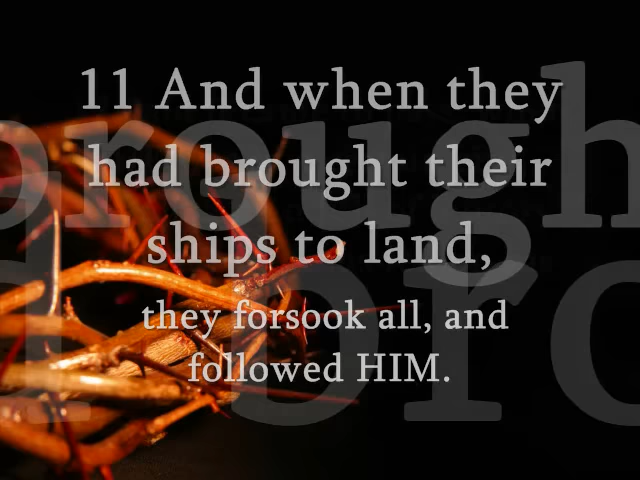 11 And when they
had brought their
ships to land,
they forsook all, and
followed HIM.